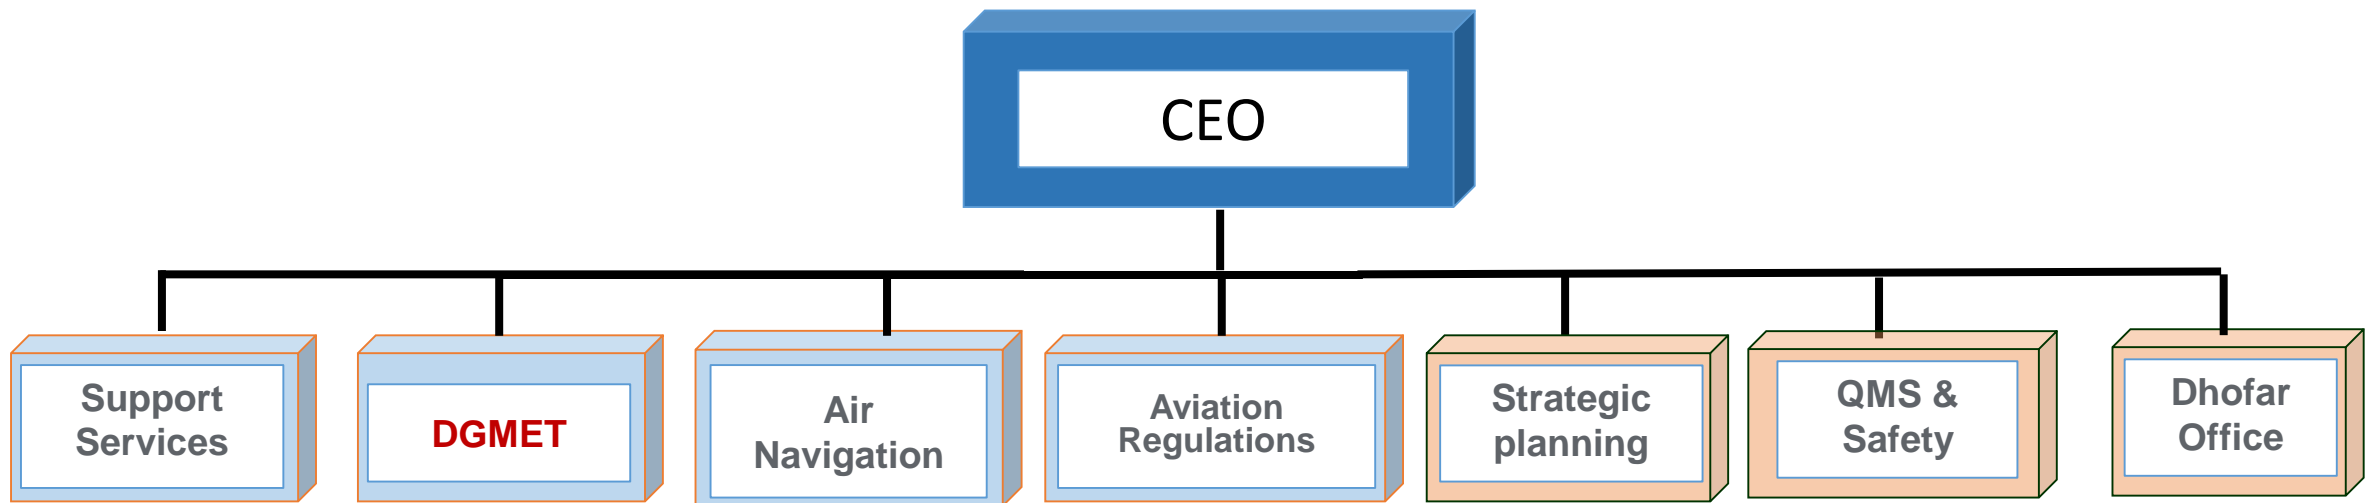 CEO
Support
Services
DGMET
Air
Navigation
Aviation
Regulations
Strategic
planning
QMS &
Safety
Dhofar
Office